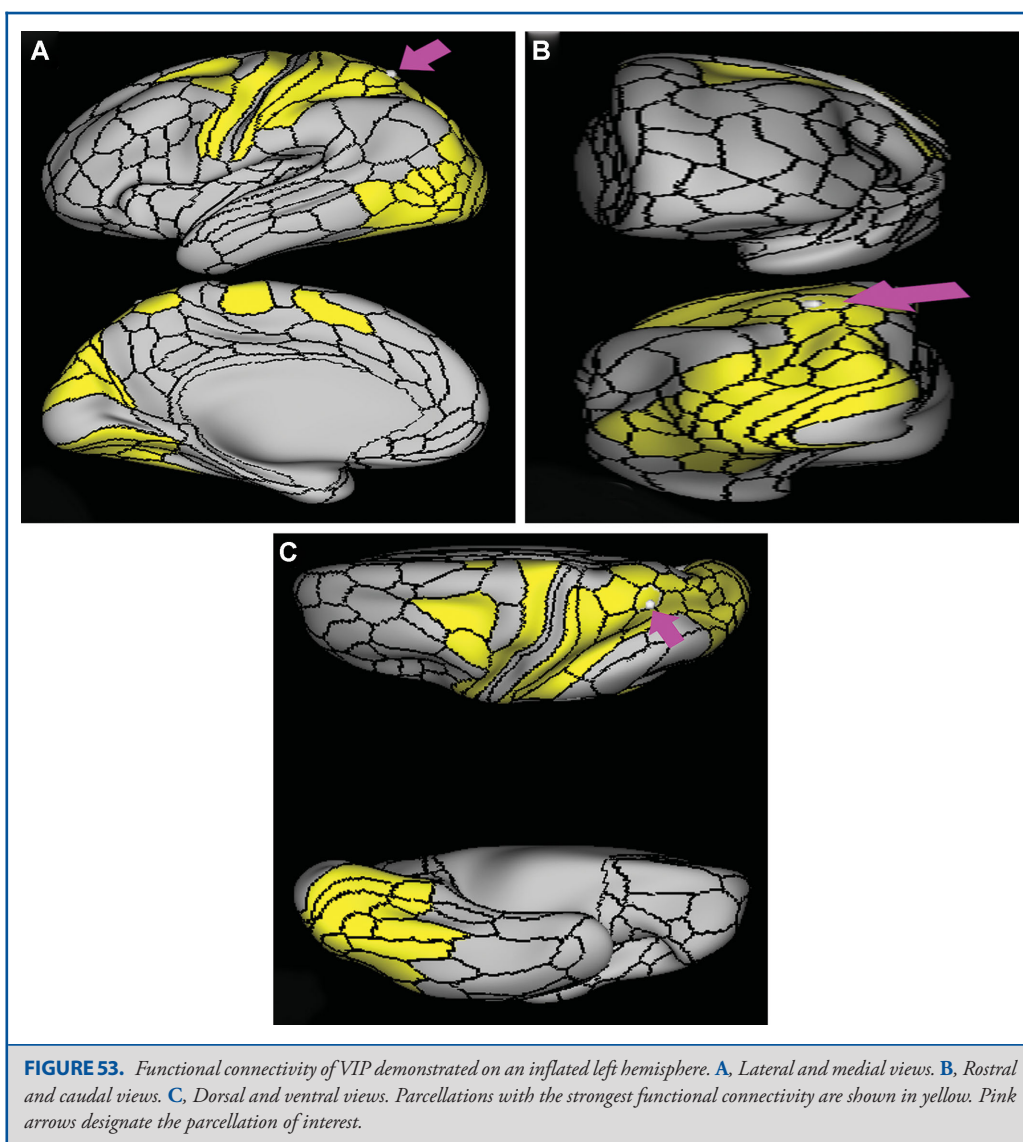 A
B
C
FIGURE 53. Functional connectivity of VIP demonstrated on an inflated left hemisphere. A, Lateral and medial views. B, Rostral
and caudal views. C, Dorsal and ventral views. Parcellations with the strongest functional connectivity are shown in yellow. Pink
arrows designate the parcellation of interest.